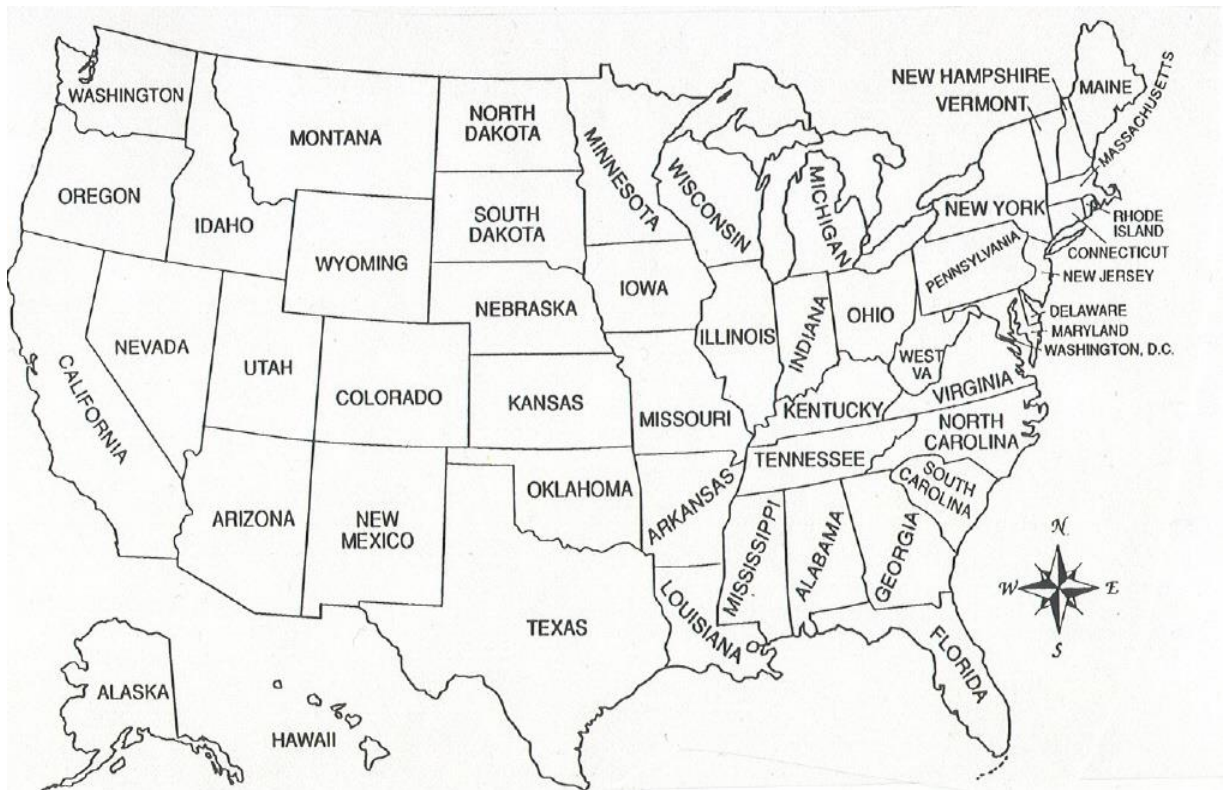 NEW HAMPSHIRE
VERMONT
MAINE
MASSACHUSETTS
WASHINGTON
MONTANA
NORTH
DAKOTA
MINNESOTA
OREGON
IDAHO
WYOMING
SOUTH
DAKOTA
WISCONSIN
MICHIGAN
NEW YORK
RHODE
ISLAND
CONNECTICUT
PENNSYLVANIA
NEW JERSEY
NEBRASKA
IOWA
ILLINOIS
INDIANA
OHIO
DELAWARE
MARYLAND
WASHINGTON, D.C.
NEVADA
UTAH
COLORADO
KANSAS
MISSOURI
WEST
VA
VIRGINIA
KENTUCKY
CALIFORNIA
NORTH
CAROLINA
TENNESSEE
SOUTH
CAROLINA
ARIZONA
NEW
MEXICO
OKLAHOMA
ARKANSAS
MISSISSIPPI
ALABAMA
GEORGIA
N
W
E
S
TEXAS
LOUISIANA
FLORIDA
ALASKA
HAWAII